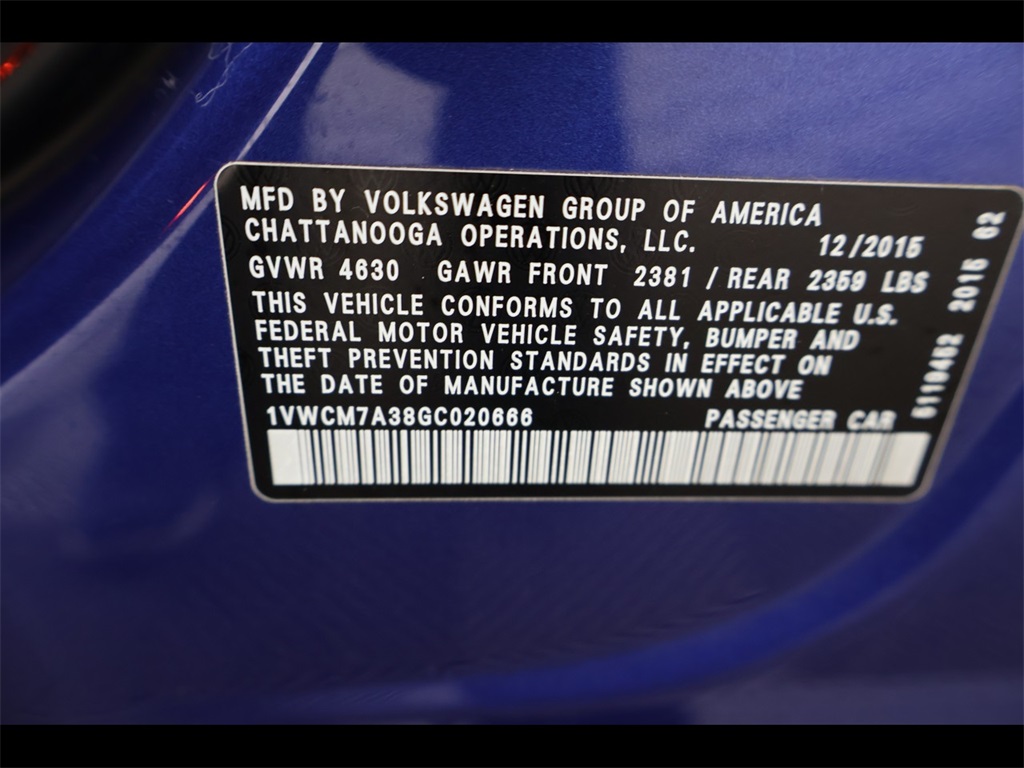 MFD BY VOLKSWAGEN GROUP OF AMERICA
CHATTANOOGA OPERATIONS, LLC. 12/2015
GVWR 4630 GAWR FRONT 2381 / REAR 2359 LBS
THIS VEHICLE CONFORMS TO ALL APPLICABLE U.S.
FEDERAL MOTOR VEHICLE SAFETY, BUMPER AND
THEFT PREVENTION STANDARDS IN EFFECT ON
THE DATE OF MANUFACTURE SHOWN ABOVE
1VWCM7A38GC020666 PASSENGER CAR
5119462 2015 02